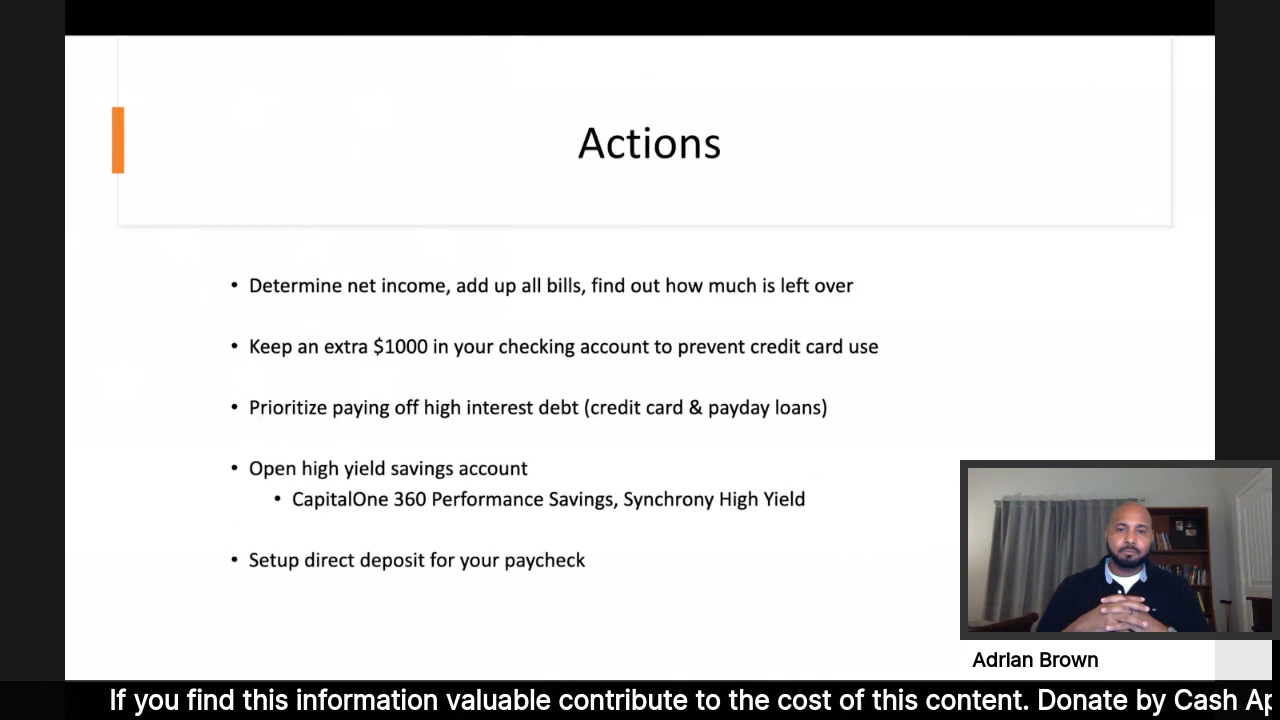 Actions
• Determine net income, add up all bills, find out how much is left over
• Keep an extra $1000 in your checking account to prevent credit card use
• Prioritize paying off high interest debt (credit card & payday loans)
• Open high yield savings account
• CapitalOne 360 Performance Savings, Synchrony High Yield
• Setup direct deposit for your paycheck
Adrian Brown
If you find this information valuable contribute to the cost of this content. Donate by Cash Ap